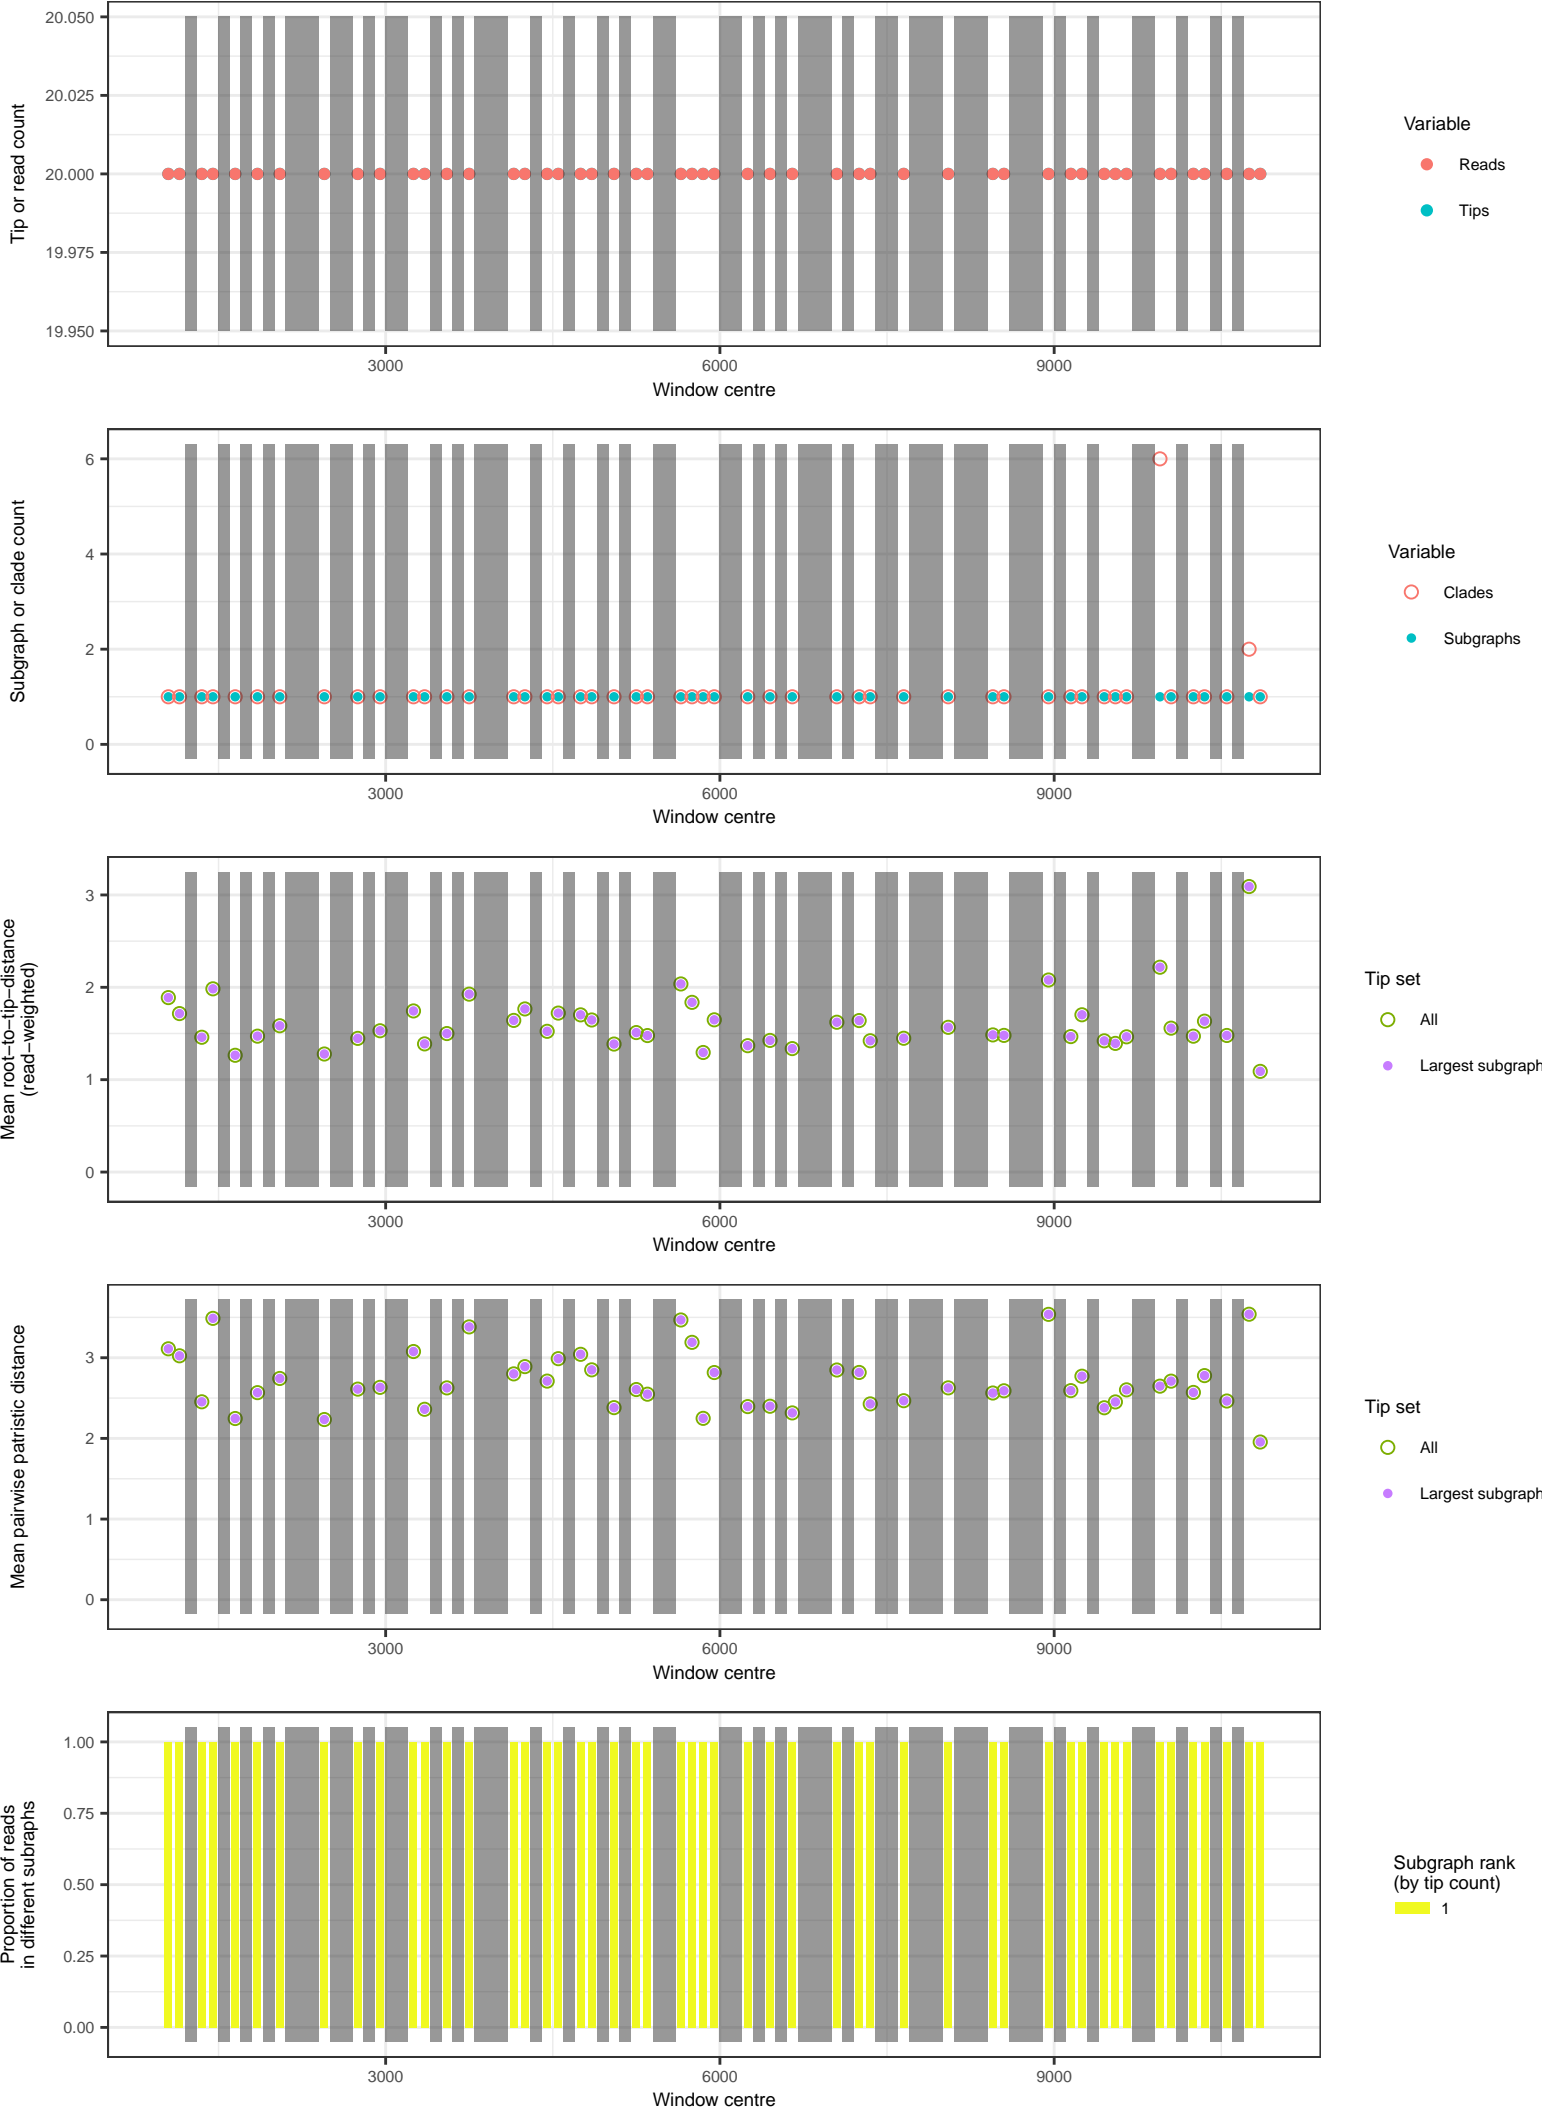 20.050
20.025
20.000
19.975
19.950
Tip or read count
3000
6000
9000
Window centre
Variable
Reads
Tips
6
4
2
0
Subgraph or clade count
3000
6000
9000
Window centre
Variable
Clades
Subgraphs
3
2
1
0
Mean root−to−tip−distance
(read−weighted)
3000
6000
9000
Window centre
Tip set
All
Largest subgraph
3
2
1
0
Mean pairwise patristic distance
3000
6000
9000
Window centre
Tip set
All
Largest subgraph
1.00
0.75
0.50
0.25
0.00
Proportion of reads
in different subraphs
3000
6000
9000
Window centre
Subgraph rank
(by tip count)
1